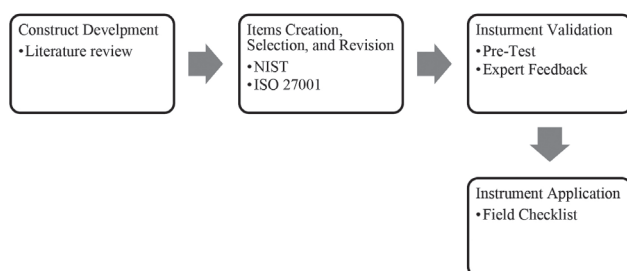 Construct Develpment
•Literature review
Items Creation,
Selection, and Revision
•NIST
•ISO 27001
Insturment Validation
•Pre-Test
•Expert Feedback
Instrument Application
•Field Checklist